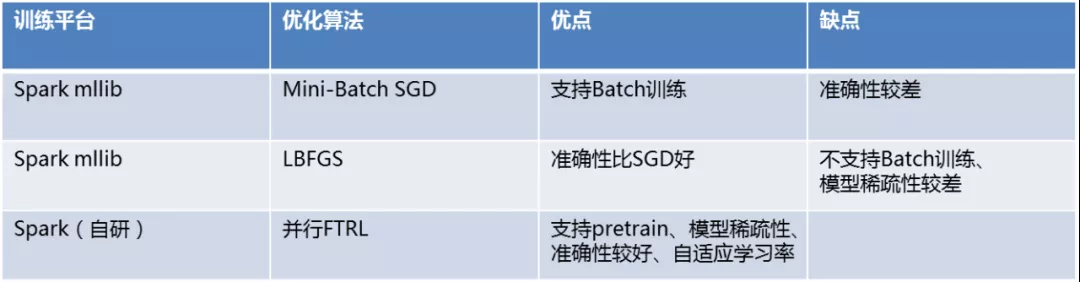 训练平台 优化算法 优点 缺点
Spark mllib Mini-Batch SGD 支持Batch训练 准确性较差
Spark mllib LBFGS 准确性比SGD好 不支持Batch训练、
模型稀疏性较差
Spark（自研） 并行FTRL 支持pretrain、模型稀疏性、
准确性较好、自适应学习率